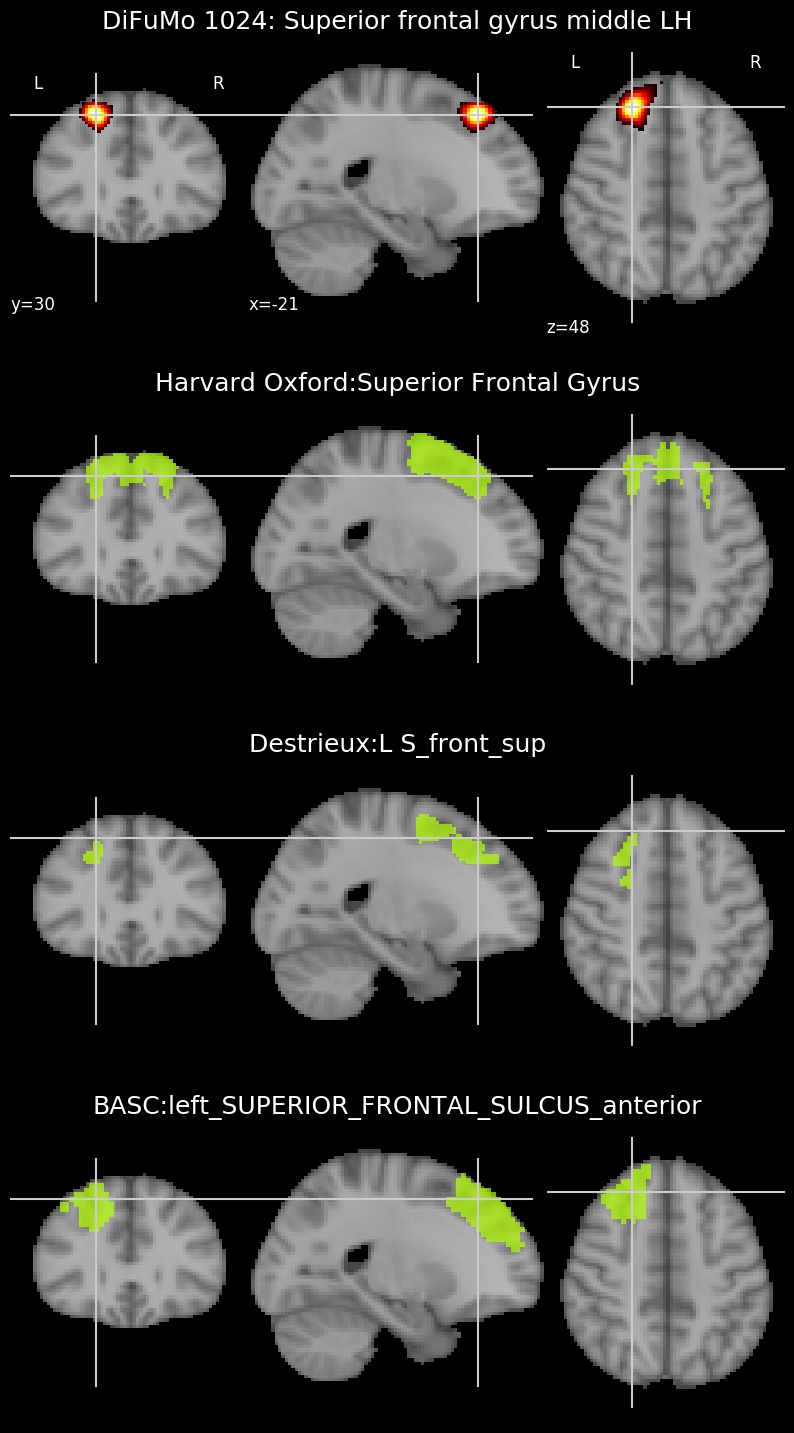 DiFuMo 1024: Superior frontal gyrus middle LH
L R L R
y=30 x=-21 z=48
Harvard Oxford:Superior Frontal Gyrus
Destrieux:L S_front_sup
BASC:left_SUPERIOR_FRONTAL_SULCUS_anterior